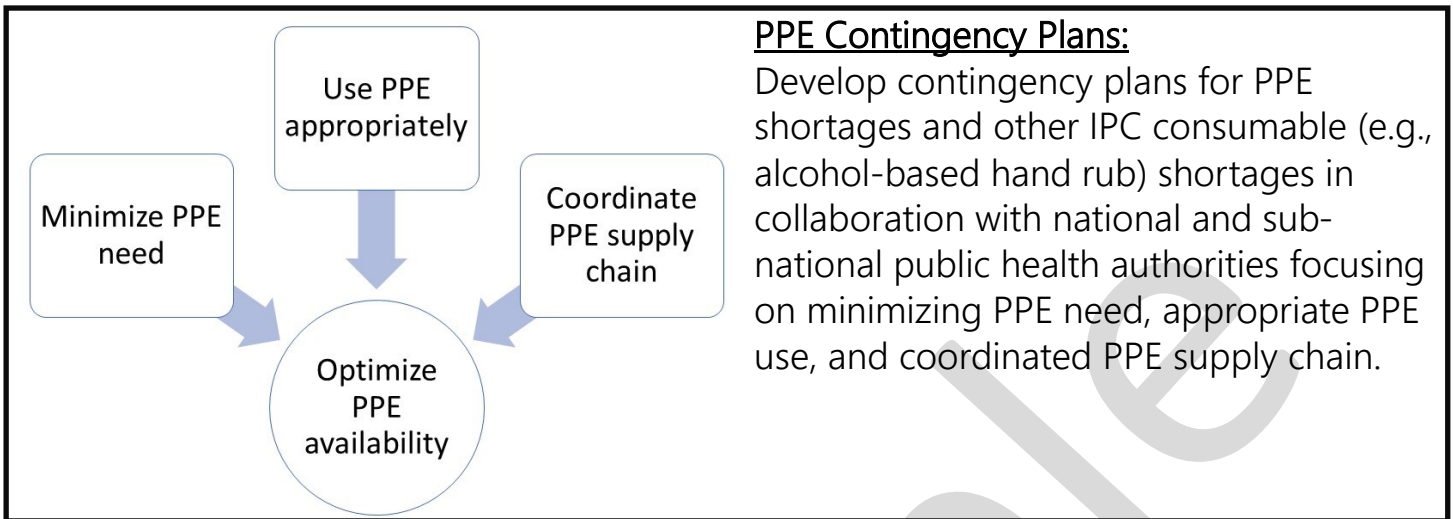 Use PPE
appropriately
Minimize PPE
need
Coordinate
PPE supply
chain
Optimize
PPE
availability
PPE Contingency Plans:
Develop contingency plans for PPE
shortages and other IPC consumable (e.g.,
alcohol-based hand rub) shortages in
collaboration with national and sub-
national public health authorities focusing
on minimizing PPE need, appropriate PPE
use, and coordinated PPE supply chain.